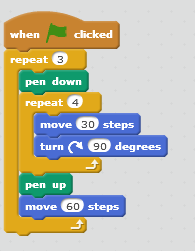 when clicked
repeat 3
pen down
repeat 4
move 30 steps
turn 90 degrees
pen up
move 60 steps